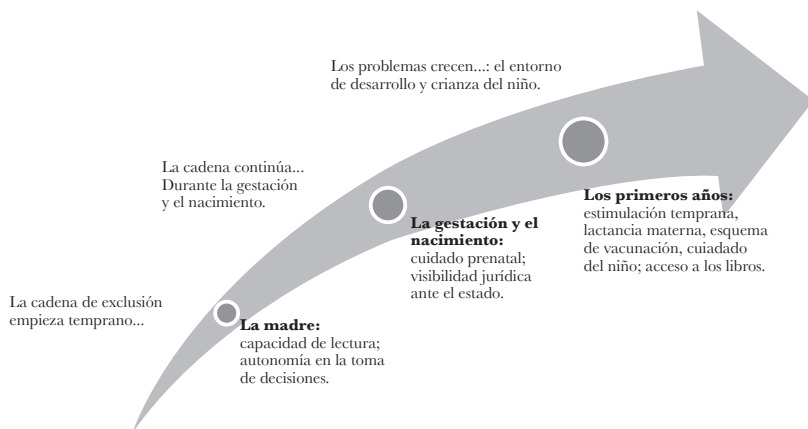 Los problemas crecen...: el entorno
de desarrollo y crianza del niño.
La cadena continúa...
Durante la gestación
y el nacimiento.
Los primeros años:
estimulación temprana,
lactancia materna, esquema
de vacunación, cuiadado
del niño; acceso a los libros.
La gestación y el
nacimiento:
cuidado prenatal;
visibilidad jurídica
ante el estado.
La cadena de exclusión
empieza temprano...
La madre:
capacidad de lectura;
autonomía en la toma
de decisiones.